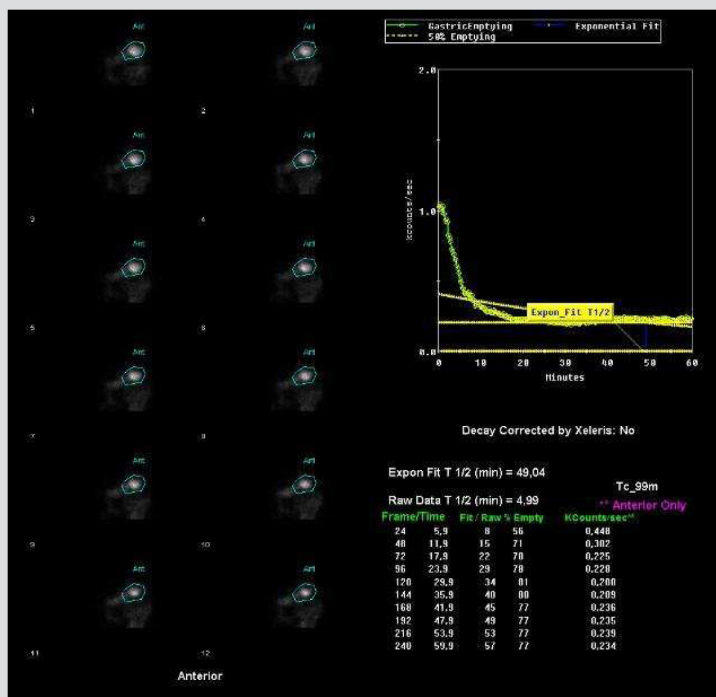 GastricEmptying Exponential Fit
50% Emptying
Ant Ant
1 2
Ant Ant
3 4
Ant Ant
5 6
Ant Ant
7 8
Ant Ant
9 10
Ant Ant
11 12
Anterior
2.0
1.0
0.0
Kcounts/sec
Expon_Fit T1/2
0 10 20 30 40 50 60
Minutes
Decay Corrected by Xeleris: No
Expon Fit T 1/2 (min) = 49,04
Tc_99m
Raw Data T 1/2 (min) = 4,99
** Anterior Only
Frame/Time Fit / Raw % Empty KCounts/sec**
24 5,9 8 56 0,448
48 11,9 15 71 0,302
72 17,9 22 78 0,225
96 23,9 29 78 0,228
120 29,9 34 81 0,200
144 35,9 40 80 0,209
168 41,9 45 77 0,236
192 47,9 49 77 0,235
216 53,9 53 77 0,239
240 59,9 57 77 0,234